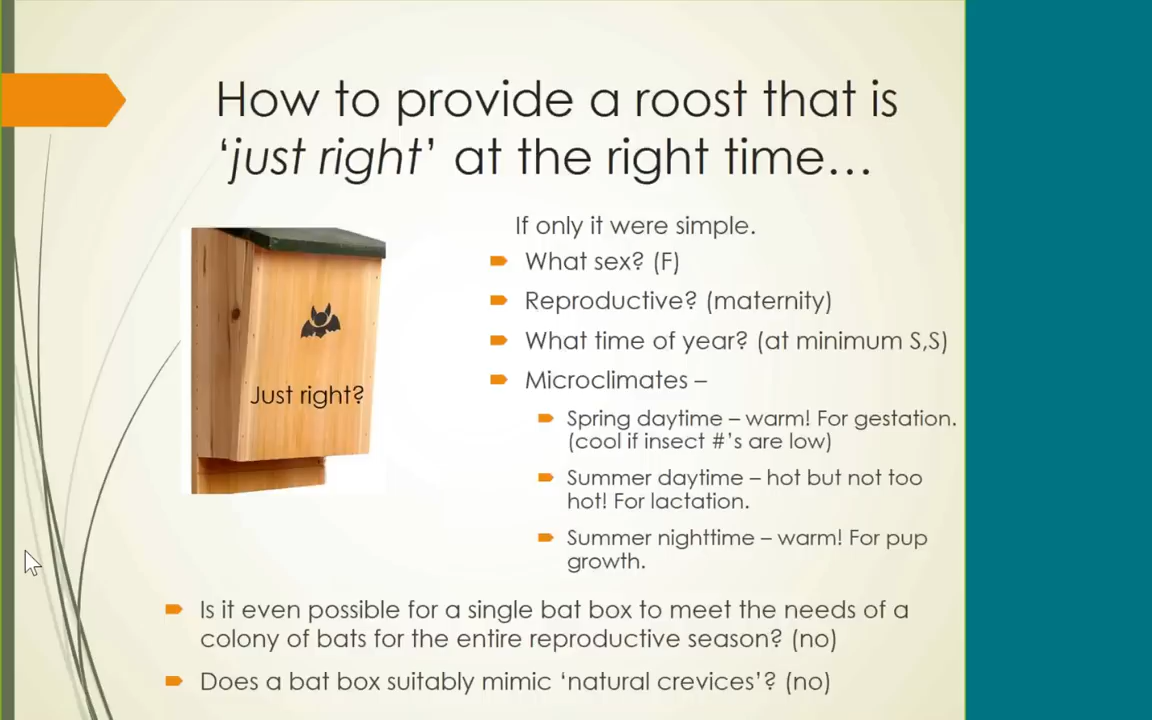 How to provide a roost that is
‘just right’ at the right time…
If only it were simple.
What sex? (F)
Reproductive? (maternity)
What time of year? (at minimum S,S)
Microclimates –
Spring daytime – warm! For gestation.
(cool if insect #’s are low)
Summer daytime – hot but not too
hot! For lactation.
Summer nighttime – warm! For pup
growth.
Just right?
Is it even possible for a single bat box to meet the needs of a
colony of bats for the entire reproductive season? (no)
Does a bat box suitably mimic ‘natural crevices’? (no)